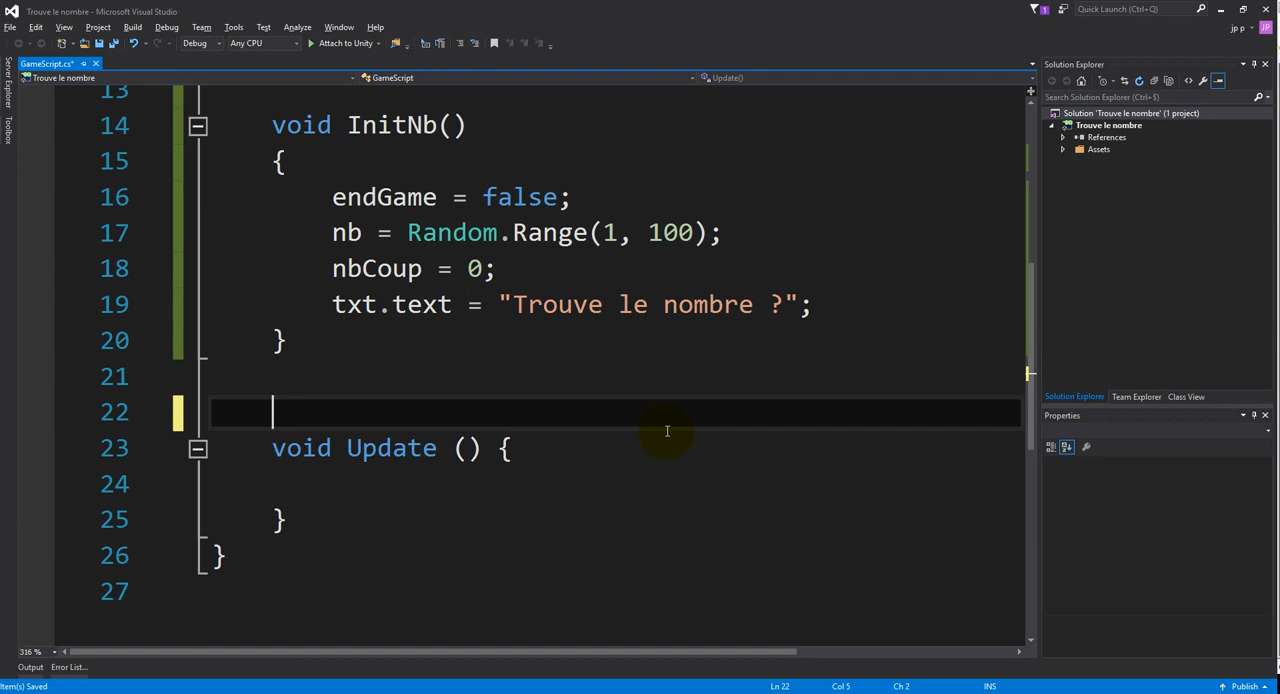 Trouve le nombre - Microsoft Visual Studio
1
Quick Launch (Ctrl+Q)
File Edit View Project Build Debug Team Tools Test Analyze Window Help
jp p
JP
Debug Any CPU Attach to Unity
Server Explorer
Toolbox
GameScript.cs*
Trouve le nombre GameScript Update()
13
14 void InitNb()
15 {
16 endGame = false;
17 nb = Random.Range(1, 100);
18 nbCoup = 0;
19 txt.text = "Trouve le nombre ?";
20 }
21
22
23 void Update () {
24
25 }
26 }
27
316 %
Output Error List...
Solution Explorer
Search Solution Explorer (Ctrl+$)
Solution 'Trouve le nombre' (1 project)
Trouve le nombre
References
Assets
Solution Explorer Team Explorer Class View
Properties
Item(s) Saved Ln 22 Col 5 Ch 2 INS Publish